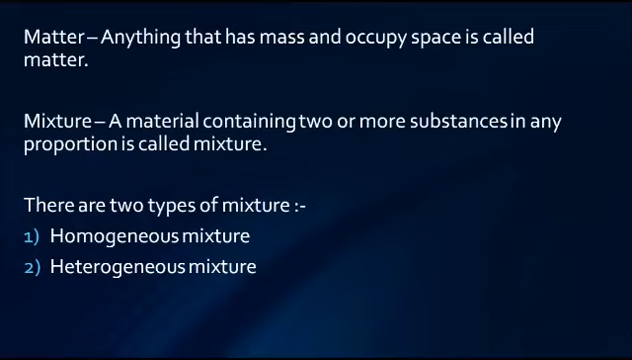 Matter – Anything that has mass and occupy space is called
matter.
Mixture – A material containing two or more substances in any
proportion is called mixture.
There are two types of mixture :-
1) Homogeneous mixture
2) Heterogeneous mixture